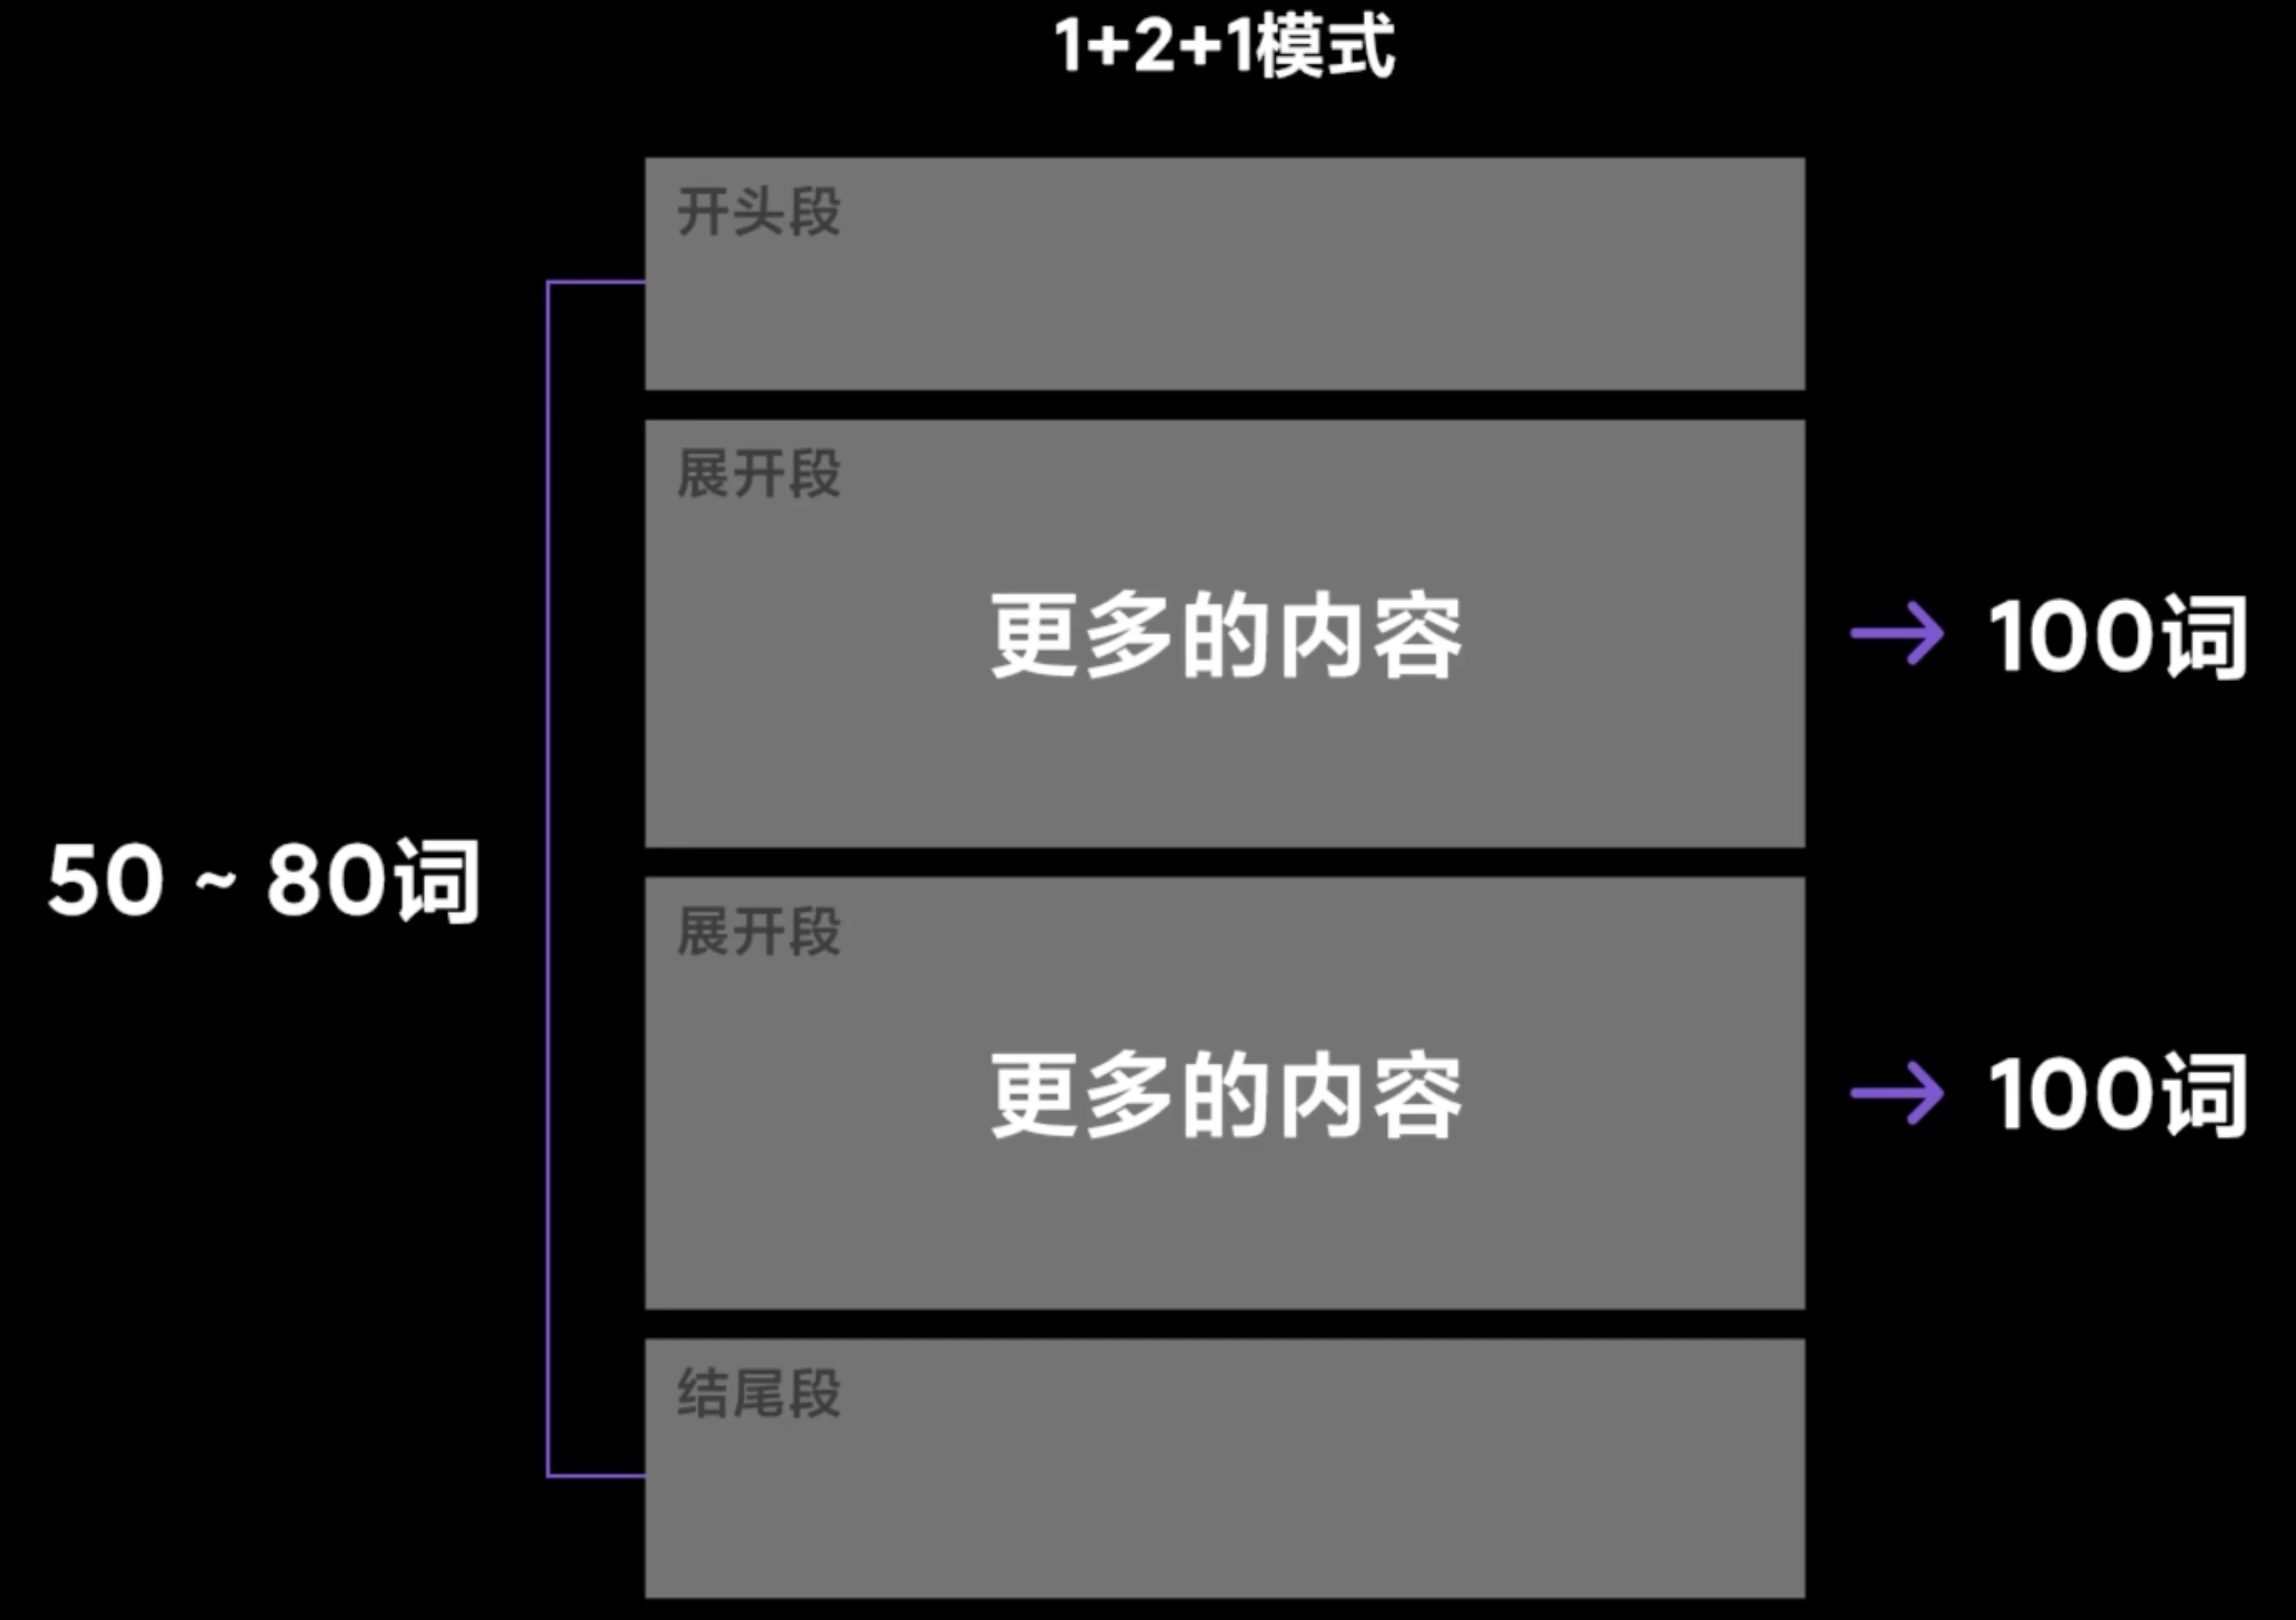 1+2+1模式
开头段
展开段
更多的内容
→ 100词
50 ~ 80词
展开段
更多的内容
→ 100词
结尾段